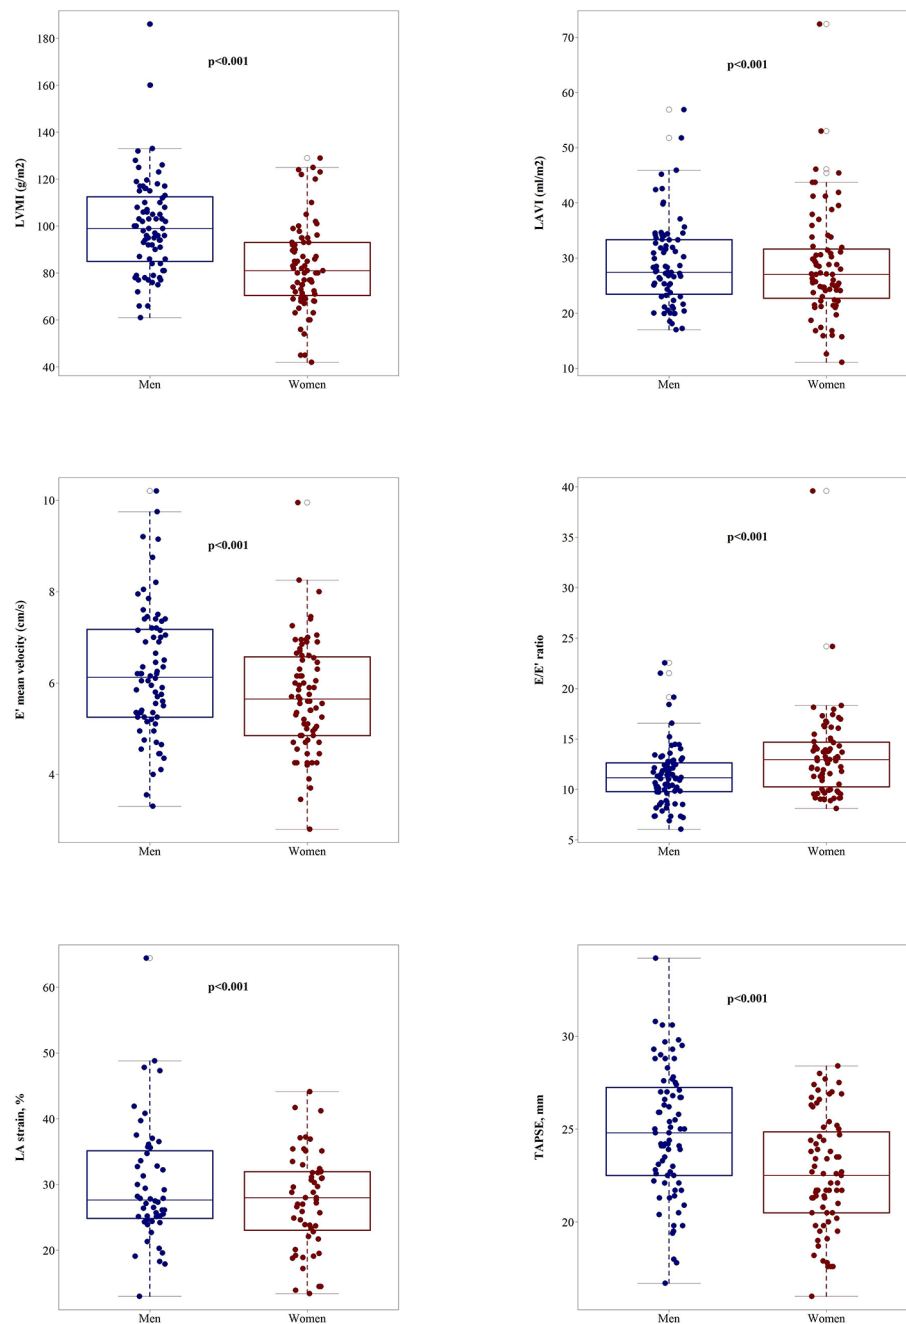 LVMI (g/m2)
180
160
140
120
100
80
60
40
p<0.001
Men
Women
LAVI (ml/m2)
70
60
50
40
30
20
10
p<0.001
Men
Women
E' mean velocity (cm/s)
10
8
6
4
p<0.001
Men
Women
E/E' ratio
40
35
30
25
20
15
10
5
p<0.001
Men
Women
LA strain, %
60
50
40
30
20
p<0.001
Men
Women
TAPSE, mm
30
25
20
p<0.001
Men
Women